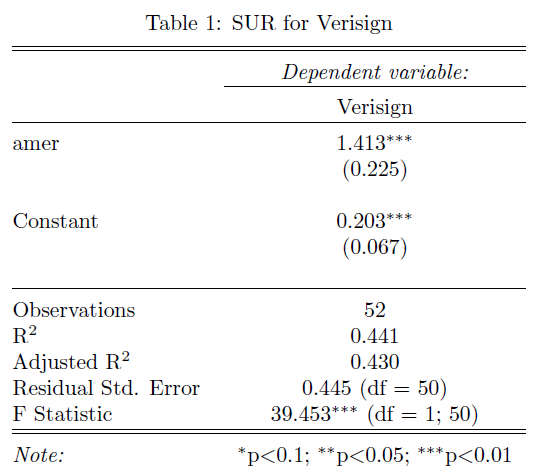 Table 1: SUR for Verisign
Dependent variable:
Verisign
amer 1.413***
(0.225)
Constant 0.203***
(0.067)
Observations 52
R² 0.441
Adjusted R² 0.430
Residual Std. Error 0.445 (df = 50)
F Statistic 39.453*** (df = 1; 50)
Note: *p<0.1; **p<0.05; ***p<0.01